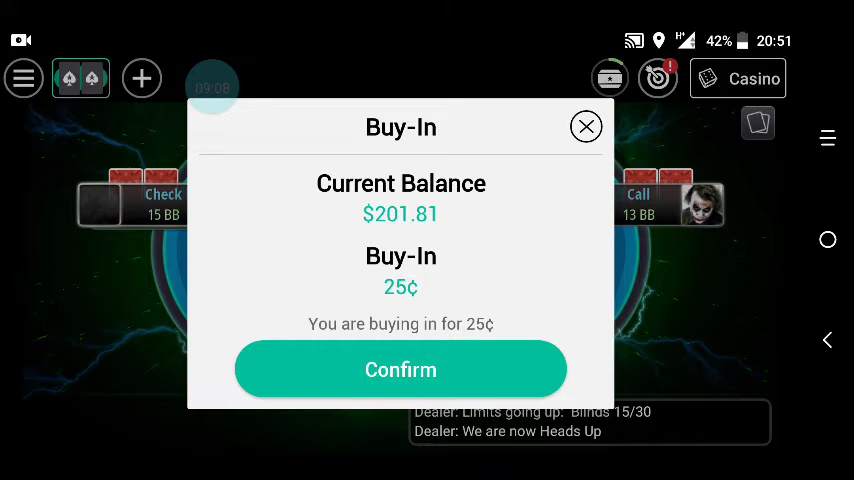 42% 20:51
09:08
Casino
Buy-In
Current Balance
$201.81
Buy-In
25¢
You are buying in for 25¢
Confirm
Check
15 BB
Call
13 BB
Dealer: Limits going up: Blinds 15/30
Dealer: We are now Heads Up